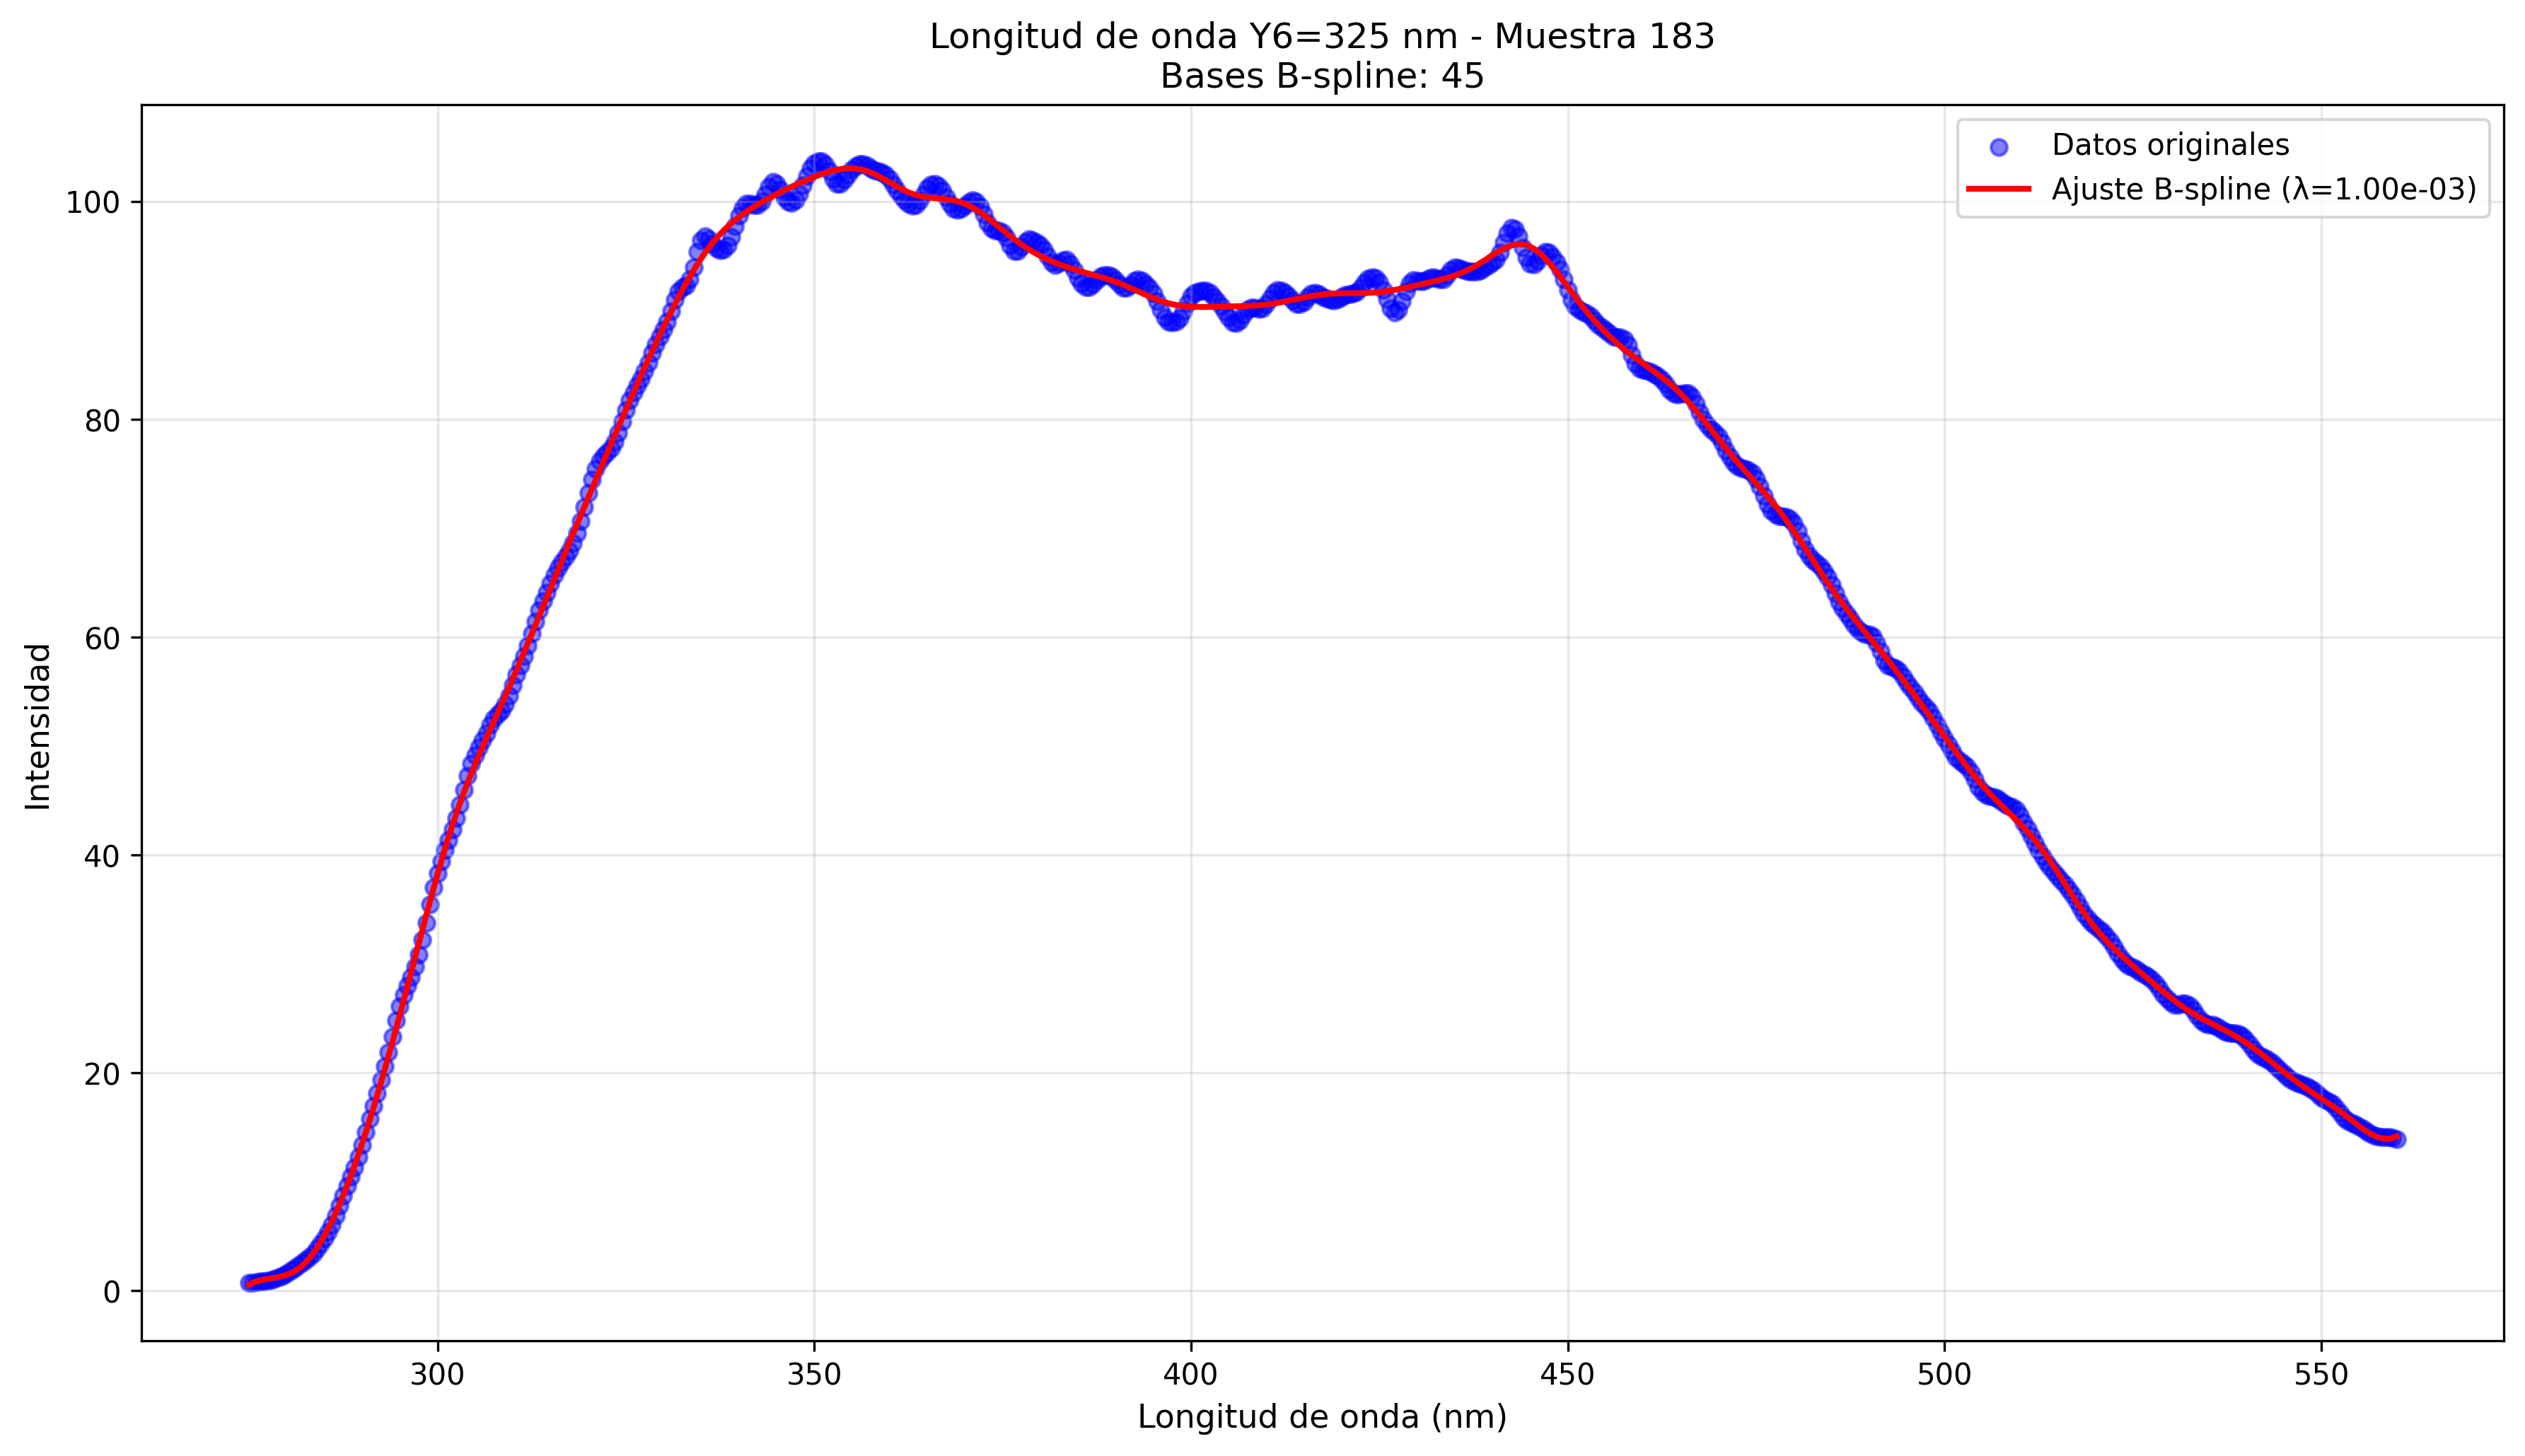 Longitud de onda Y6=325 nm - Muestra 183
Bases B-spline: 45
Datos originales
Ajuste B-spline (λ=1.00e-03)
Intensidad
100
80
60
40
20
0
300 350 400 450 500 550
Longitud de onda (nm)